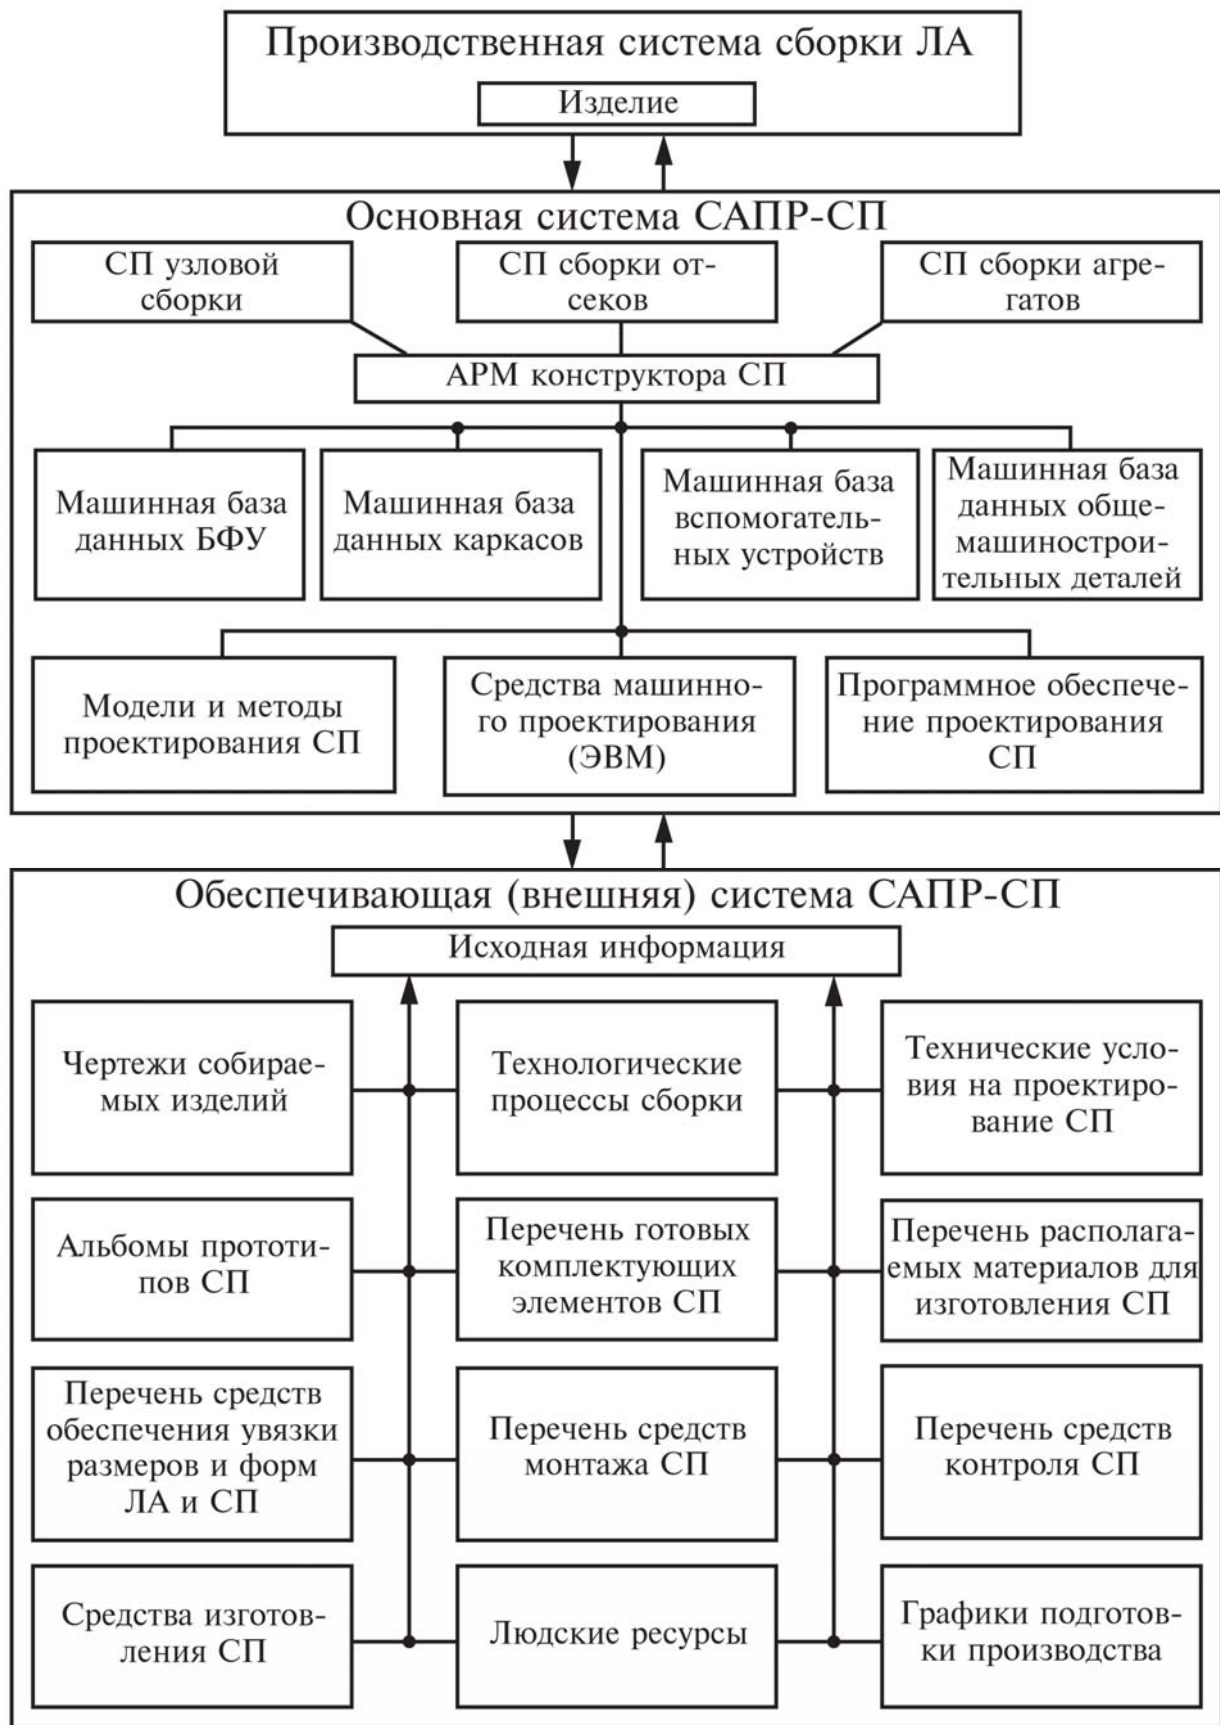 Производственная система сборки ЛА
Изделие
Основная система САПР-СП
СП узловой
сборки
СП сборки от-
секов
СП сборки агре-
гатов
АРМ конструктора СП
Машинная база
данных БФУ
Машинная база
данных каркасов
Машинная база
вспомогатель-
ных устройств
Машинная база
данных обще-
машинострои-
тельных деталей
Модели и методы
проектирования СП
Средства машинно-
го проектирования
(ЭВМ)
Программное обеспече-
ние проектирования
СП
Обеспечивающая (внешняя) система САПР-СП
Исходная информация
Чертежи собирае-
мых изделий
Технологические
процессы сборки
Технические усло-
вия на проектиро-
вание СП
Альбомы прототи-
пов СП
Перечень готовых
комплектующих
элементов СП
Перечень располага-
емых материалов для
изготовления СП
Перечень средств
обеспечения увязки
размеров и форм
ЛА и СП
Перечень средств
монтажа СП
Перечень средств
контроля СП
Средства изготов-
ления СП
Людские ресурсы
Графики подготов-
ки производства